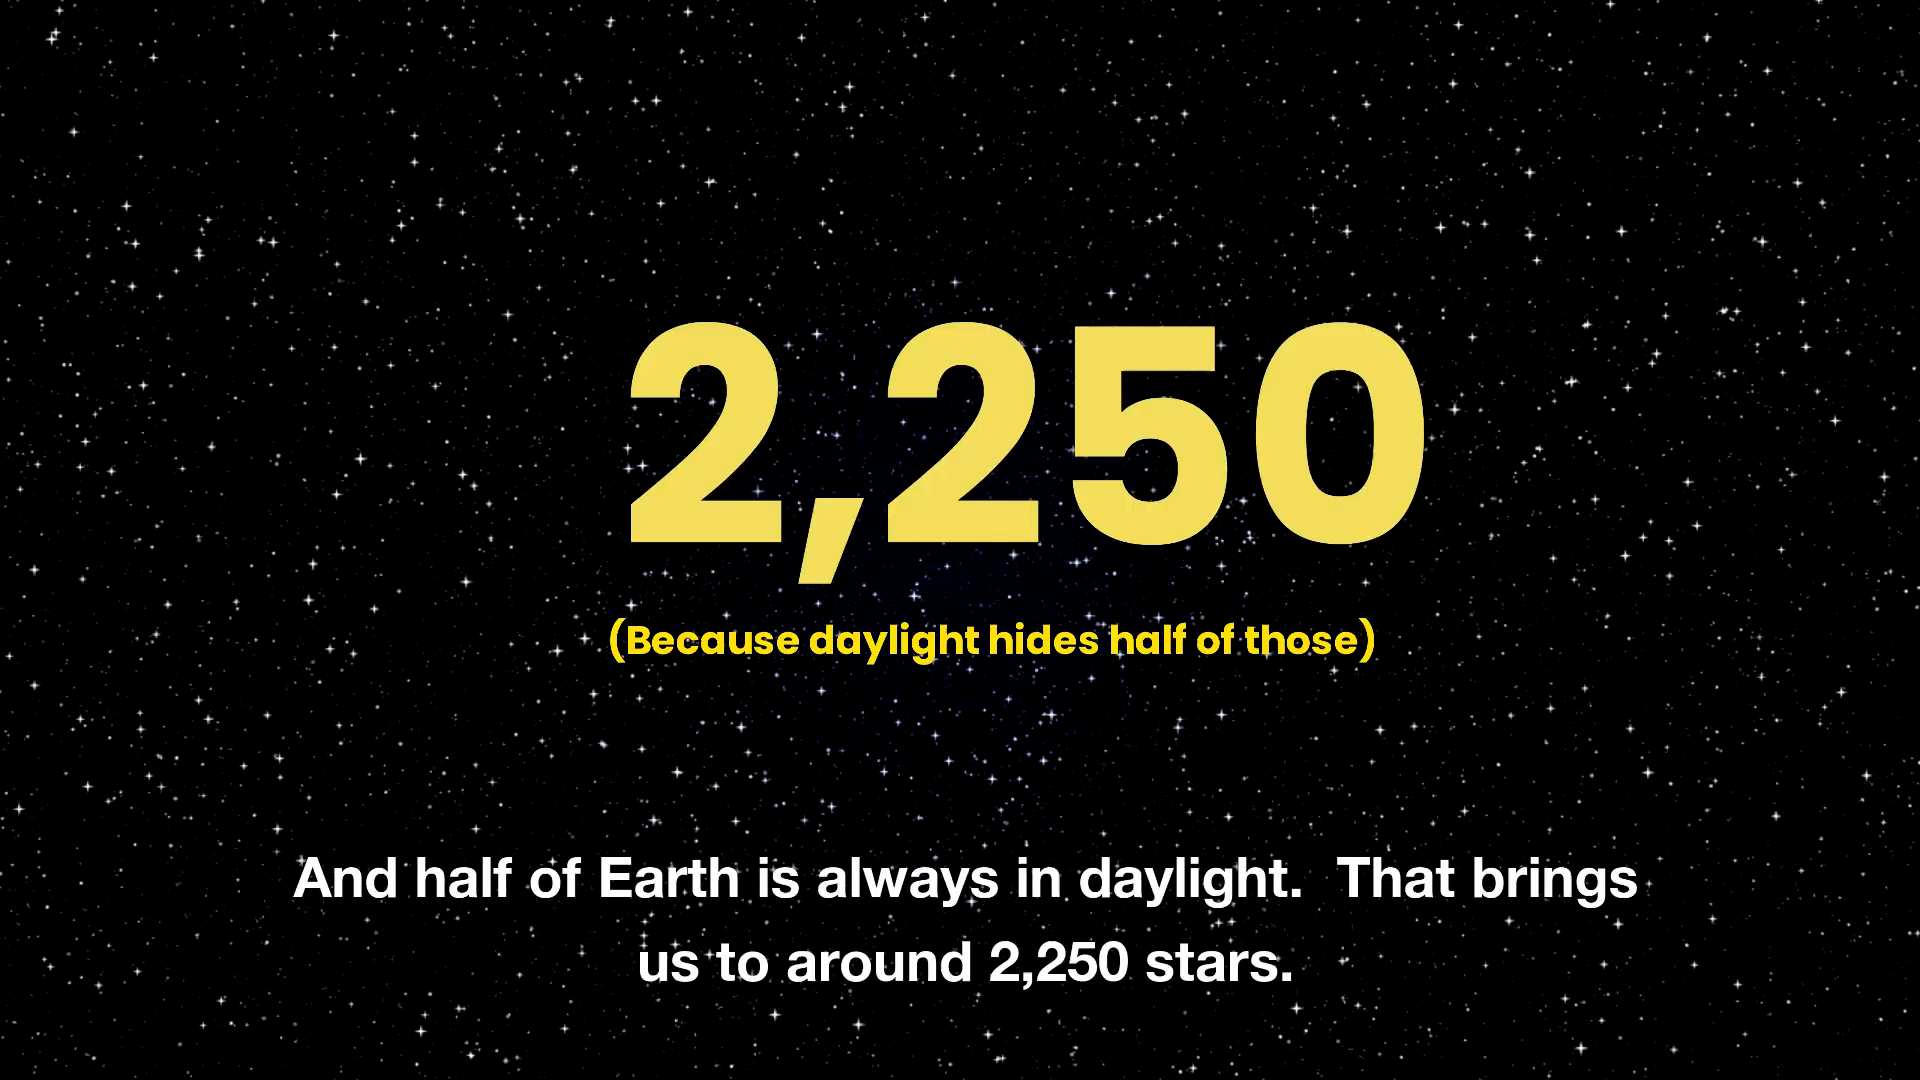 2,250
(Because daylight hides half of those)
And half of Earth is always in daylight.  That brings
us to around 2,250 stars.